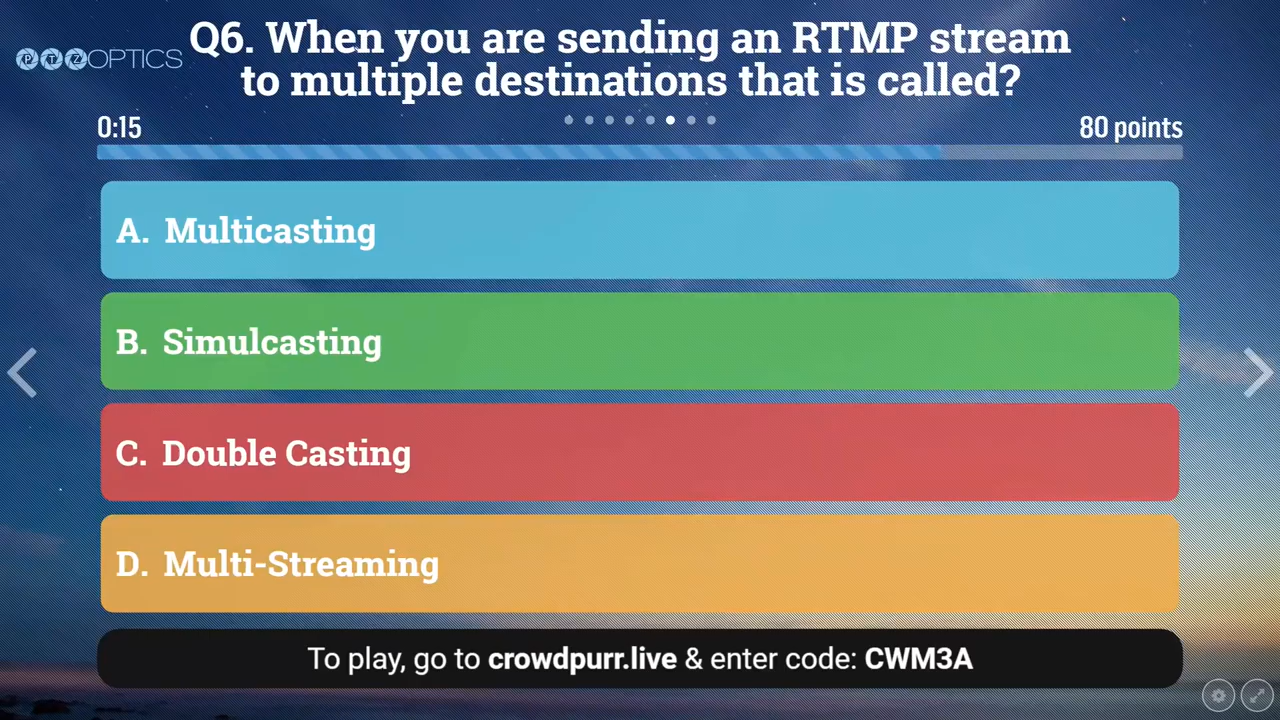 PTZOPTICS
Q6. When you are sending an RTMP stream
to multiple destinations that is called?
0:15
80 points
A. Multicasting
B. Simulcasting
C. Double Casting
D. Multi-Streaming
To play, go to crowdpurr.live & enter code: CWM3A